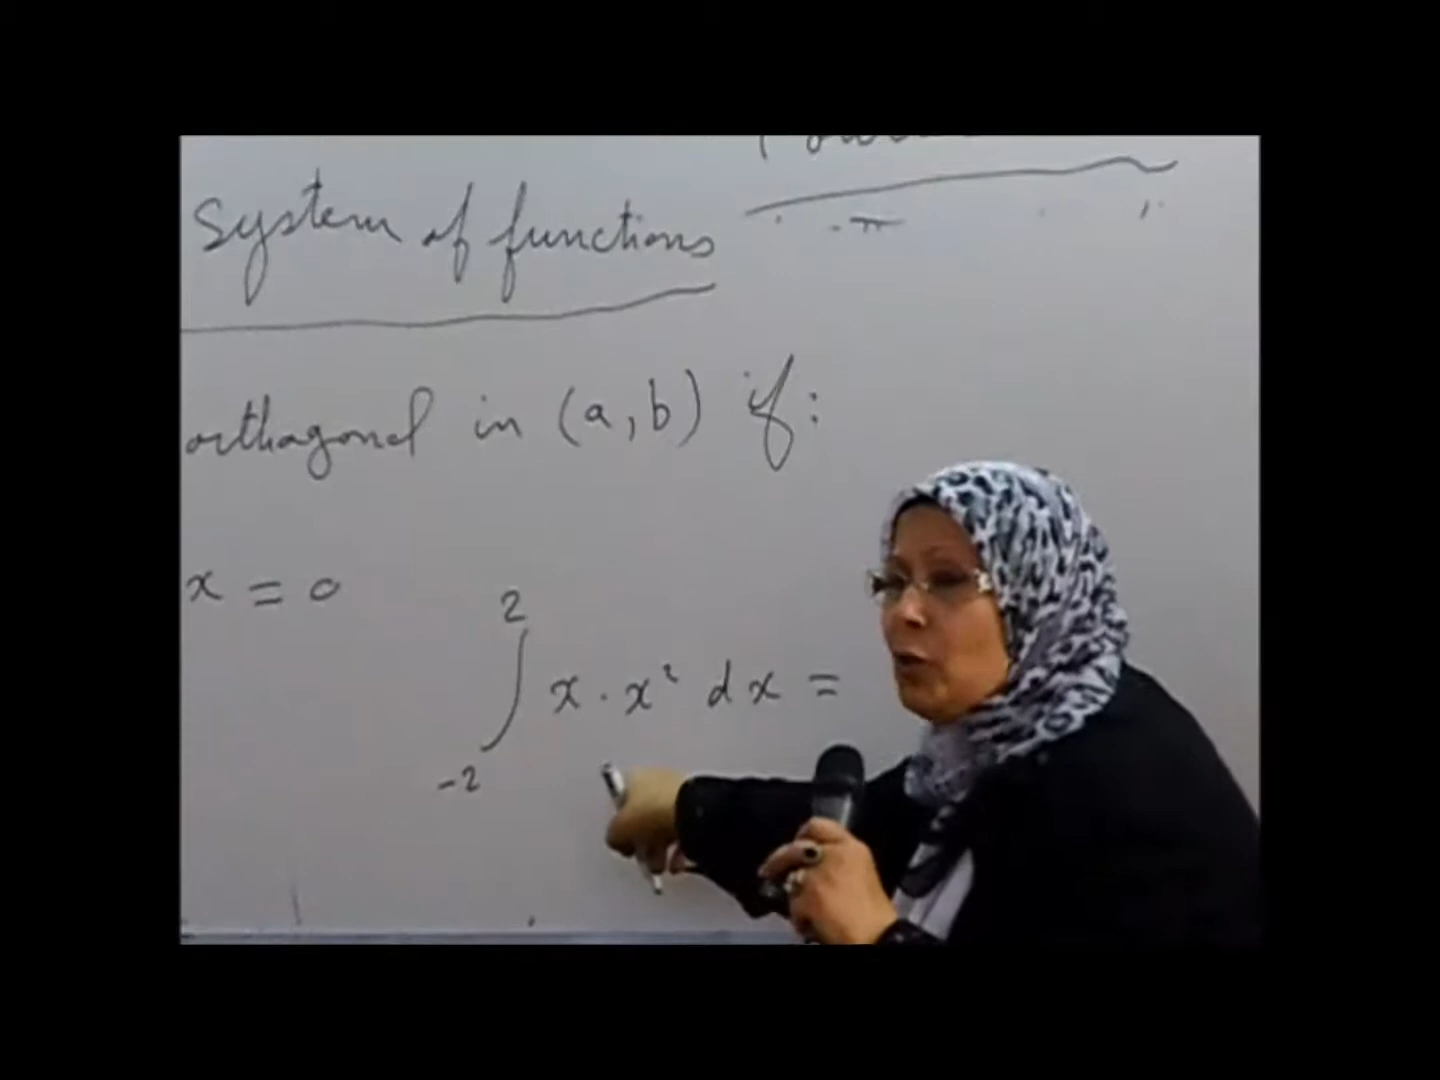 System of functions
orthagonal in (a,b) if:
x = 0
∫_{-2}^{2} x . x² dx =